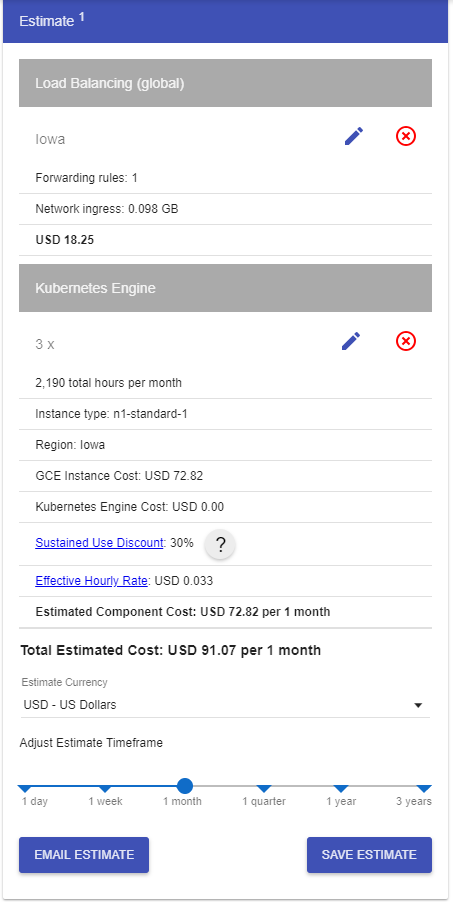 Estimate 1
Load Balancing (global)
Iowa
Forwarding rules: 1
Network ingress: 0.098 GB
USD 18.25
Kubernetes Engine
3 x
2,190 total hours per month
Instance type: n1-standard-1
Region: Iowa
GCE Instance Cost: USD 72.82
Kubernetes Engine Cost: USD 0.00
Sustained Use Discount: 30% ?
Effective Hourly Rate: USD 0.033
Estimated Component Cost: USD 72.82 per 1 month
Total Estimated Cost: USD 91.07 per 1 month
Estimate Currency
USD - US Dollars
Adjust Estimate Timeframe
1 day 1 week 1 month 1 quarter 1 year 3 years
EMAIL ESTIMATE SAVE ESTIMATE